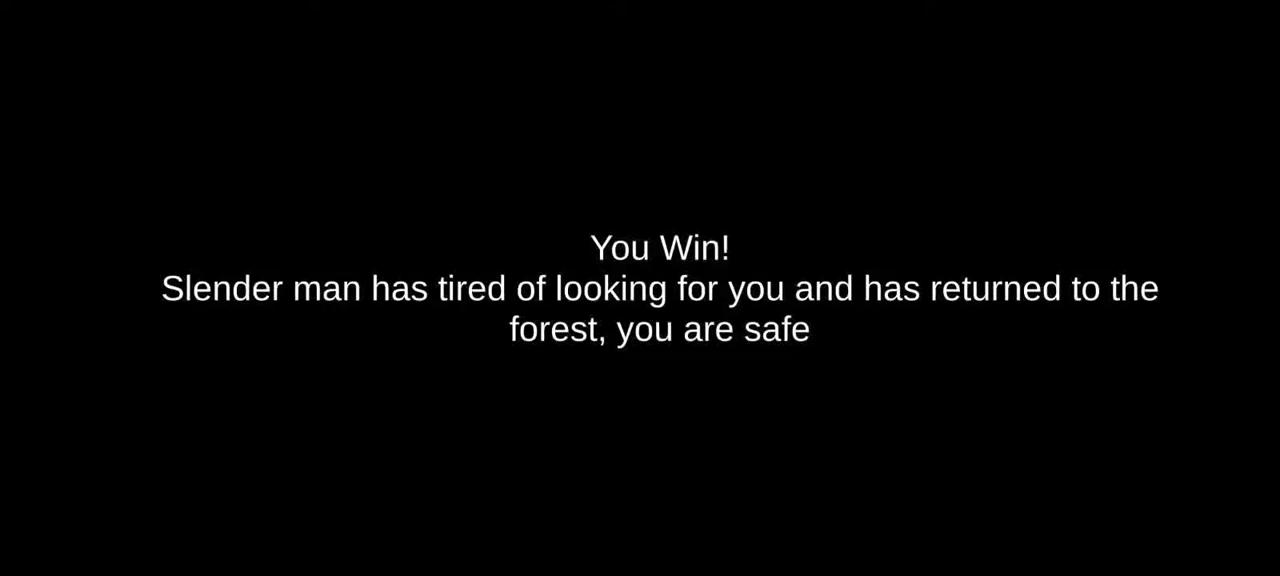 You Win!
Slender man has tired of looking for you and has returned to the
forest, you are safe